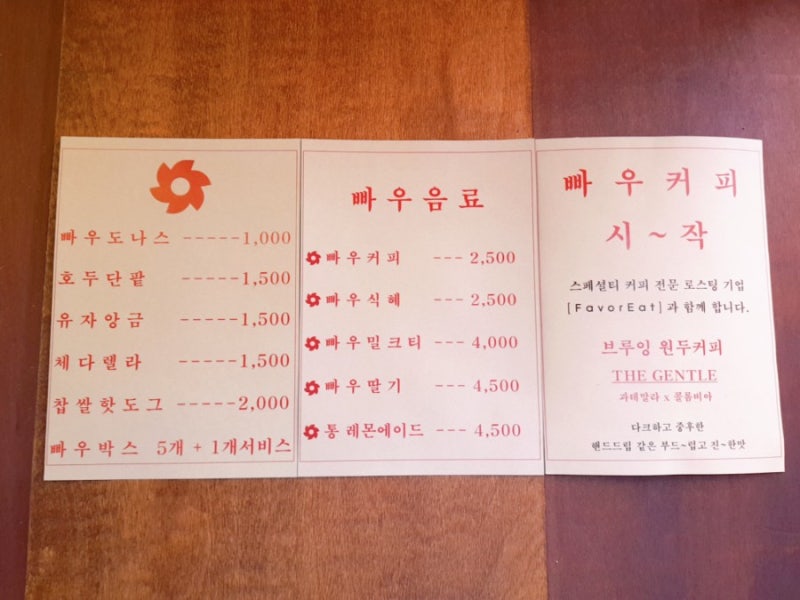 빠우도나스 -----1,000
호두단팥 -----1,500
유자앙금 -----1,500
체다렐라 -----1,500
찹쌀핫도그 -----2,000
빠우박스 5개 + 1개서비스
빠우음료
빠우커피 --- 2,500
빠우식혜 --- 2,500
빠우밀크티 --- 4,000
빠우딸기 --- 4,500
통 레몬에이드 --- 4,500
빠우커피
시~작
스페셜티 커피 전문 로스팅 기업
[FavorEat]과 함께 합니다.
브루잉 원두커피
THE GENTLE
과테말라 x 콜롬비아
다크하고 중후한
핸드드립 같은 부드~럽고 진~한맛